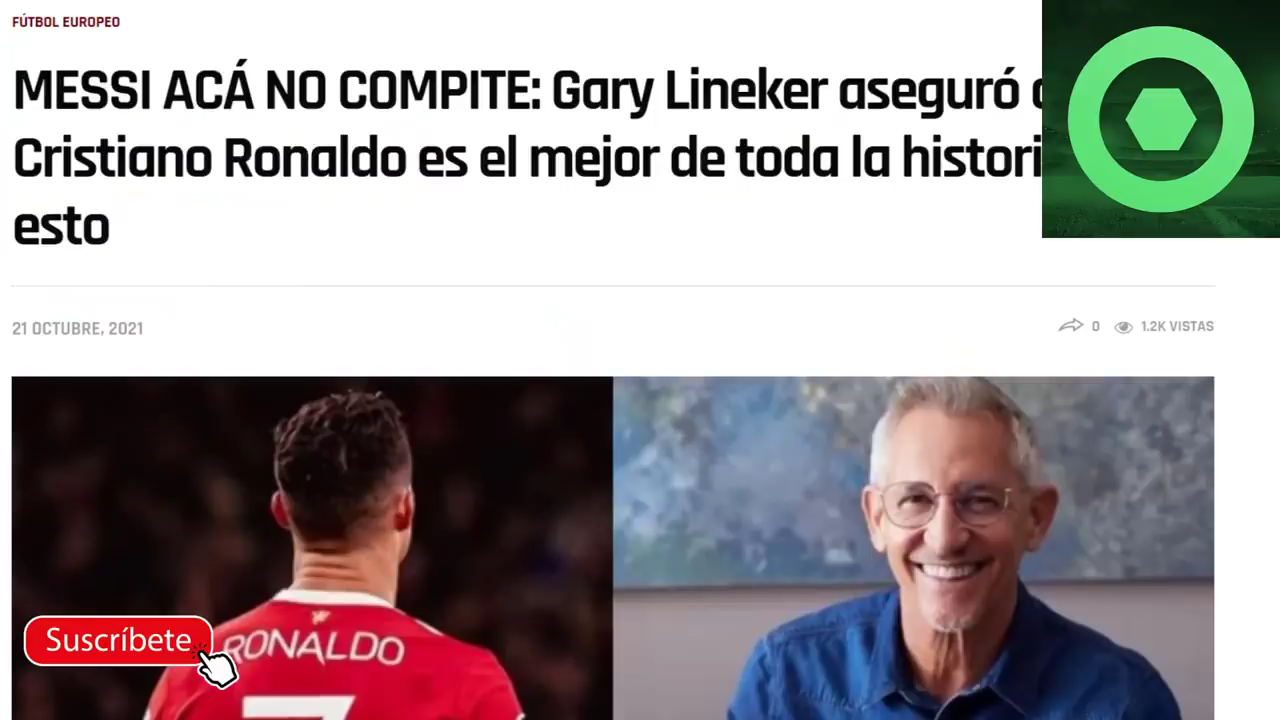 FÚTBOL EUROPEO
MESSI ACÁ NO COMPITE: Gary Lineker aseguró
Cristiano Ronaldo es el mejor de toda la histori
esto
21 OCTUBRE, 2021
0 1.2K VISTAS
RONALDO
7
Suscríbete